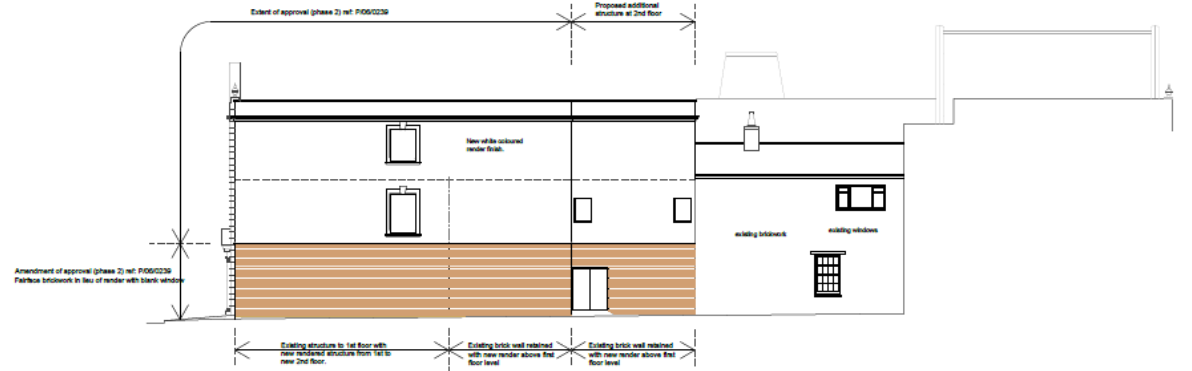 Extent of approval (phase 2) ref: P/06/0239
Proposed additional
structure at 2nd floor
New white coloured
render finish.
existing brickwork
existing windows
Amendment of approval (phase 2) ref: P/06/0239
Fairface brickwork in lieu of render with blank window
Existing structure to 1st floor with
new rendered structure from 1st to
new 2nd floor.
Existing brick wall retained
with new render above first
floor level
Existing brick wall retained
with new render above first
floor level